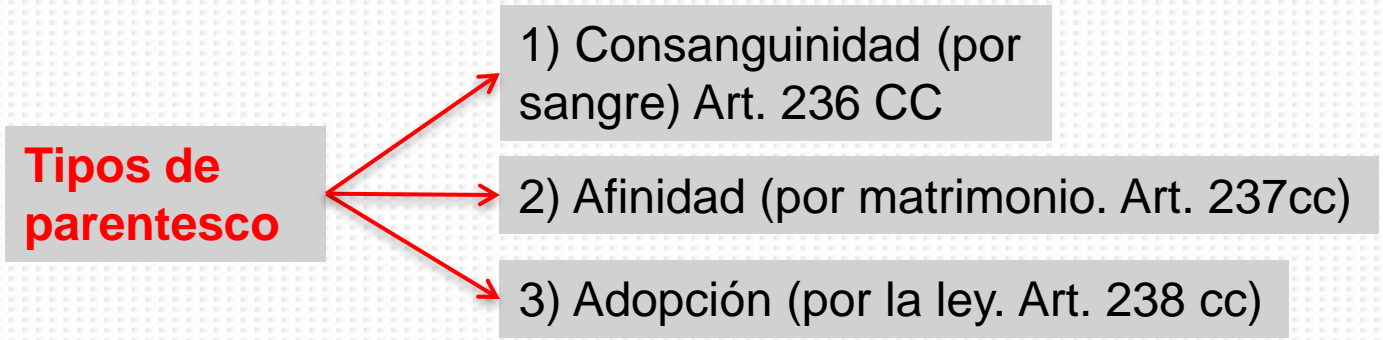 Tipos de
parentesco
1) Consanguinidad (por
sangre) Art. 236 CC
2) Afinidad (por matrimonio. Art. 237cc)
3) Adopción (por la ley. Art. 238 cc)